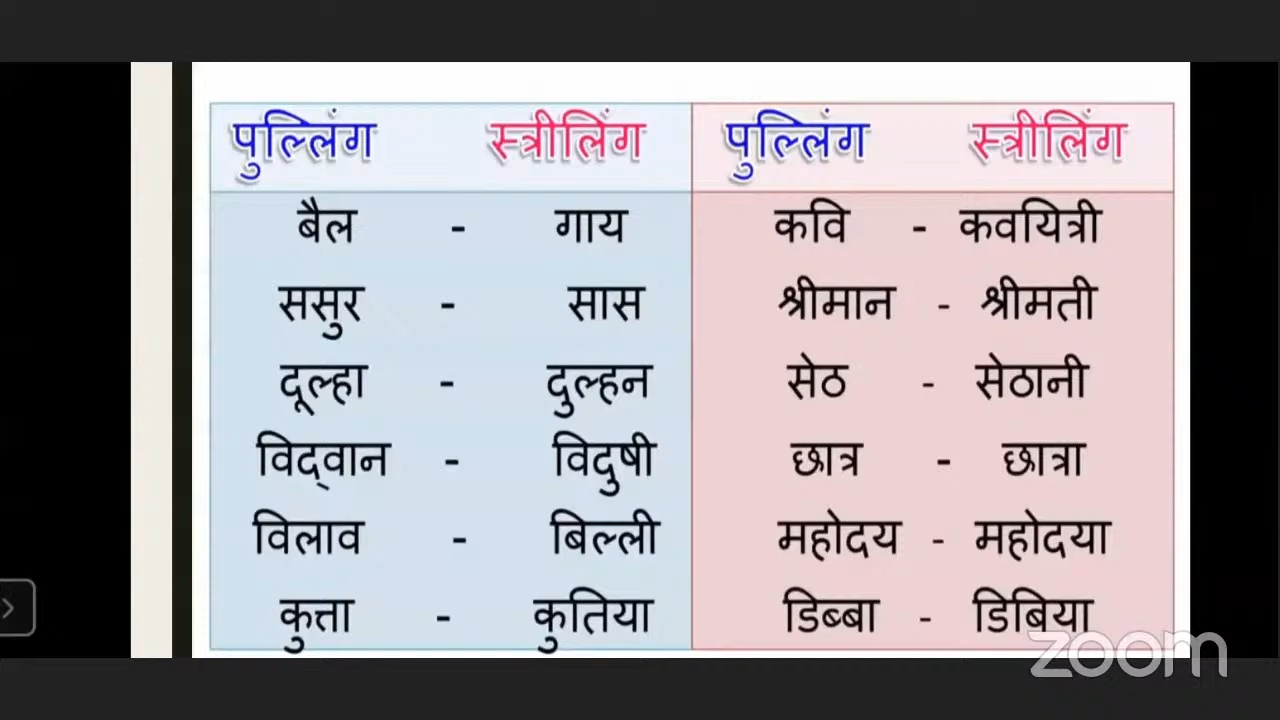 पुल्लिंग स्त्रीलिंग पुल्लिंग स्त्रीलिंग
बैल - गाय कवि - कवयित्री
ससुर - सास श्रीमान - श्रीमती
दूल्हा - दुल्हन सेठ - सेठानी
विद्‌वान - विदुषी छात्र - छात्रा
विलाव - बिल्ली महोदय - महोदया
कुत्ता - कुतिया डिब्बा - डिबिया
zoom